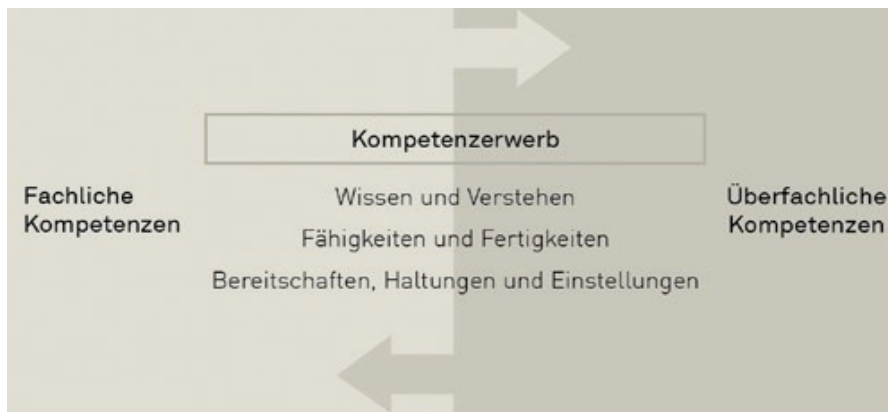 Kompetenzerwerb
Fachliche
Kompetenzen
Wissen und Verstehen
Fähigkeiten und Fertigkeiten
Bereitschaften, Haltungen und Einstellungen
Überfachliche
Kompetenzen